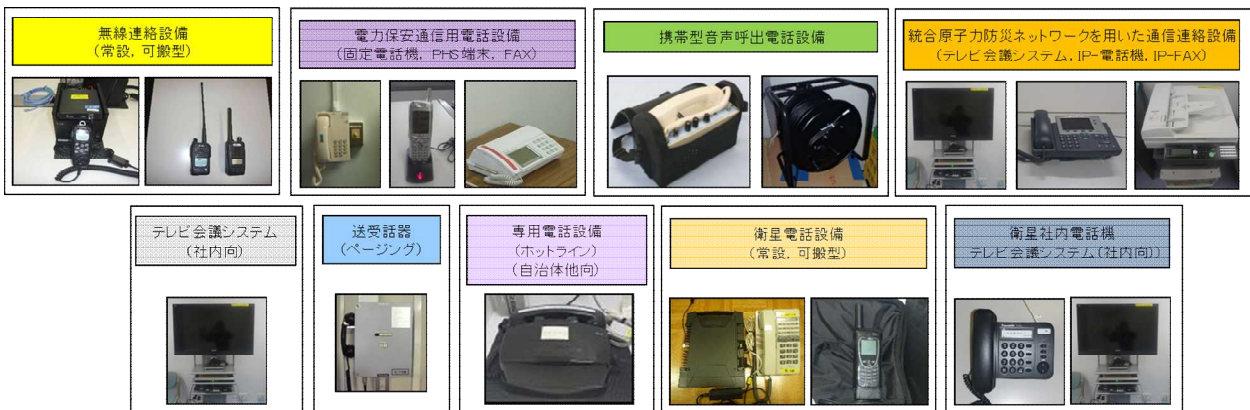 無線連絡設備
(常設, 可搬型)
電力保安通信用電話設備
(固定電話機, PHS端末, FAX)
携帯型音声呼出電話設備
統合原子力防災ネットワークを用いた通信連絡設備
(テレビ会議システム, IP-電話機, IP-FAX)
テレビ会議システム
(社内向)
送受話器
(ページング)
専用電話設備
(ホットライン)
(自治体他向)
衛星電話設備
(常設, 可搬型)
衛星社内電話機
テレビ会議システム(社内向))